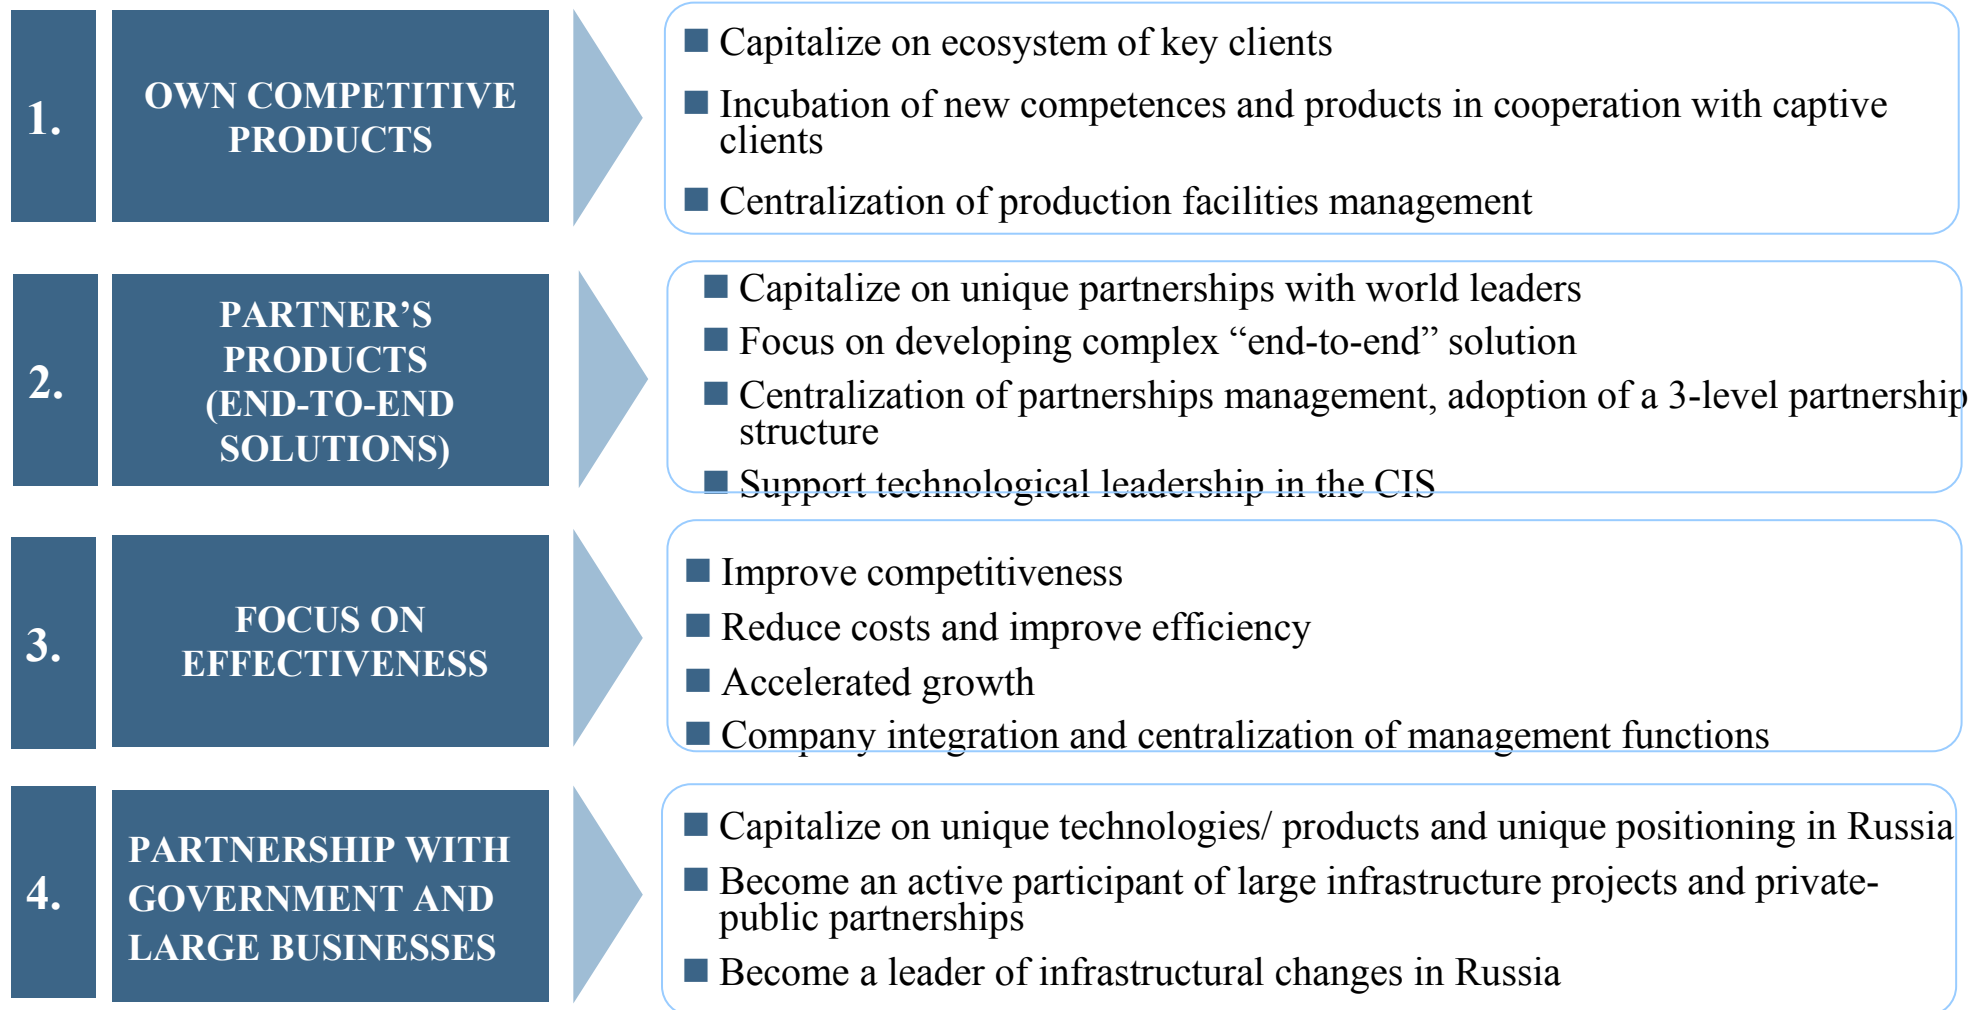 1.
OWN COMPETITIVE
PRODUCTS
■ Capitalize on ecosystem of key clients
■ Incubation of new competences and products in cooperation with captive
clients
■ Centralization of production facilities management
2.
PARTNER’S
PRODUCTS
(END-TO-END
SOLUTIONS)
■ Capitalize on unique partnerships with world leaders
■ Focus on developing complex “end-to-end” solution
■ Centralization of partnerships management, adoption of a 3-level partnership
structure
■ Support technological leadership in the CIS
3.
FOCUS ON
EFFECTIVENESS
■ Improve competitiveness
■ Reduce costs and improve efficiency
■ Accelerated growth
■ Company integration and centralization of management functions
4.
PARTNERSHIP WITH
GOVERNMENT AND
LARGE BUSINESSES
■ Capitalize on unique technologies/ products and unique positioning in Russia
■ Become an active participant of large infrastructure projects and private-
public partnerships
■ Become a leader of infrastructural changes in Russia